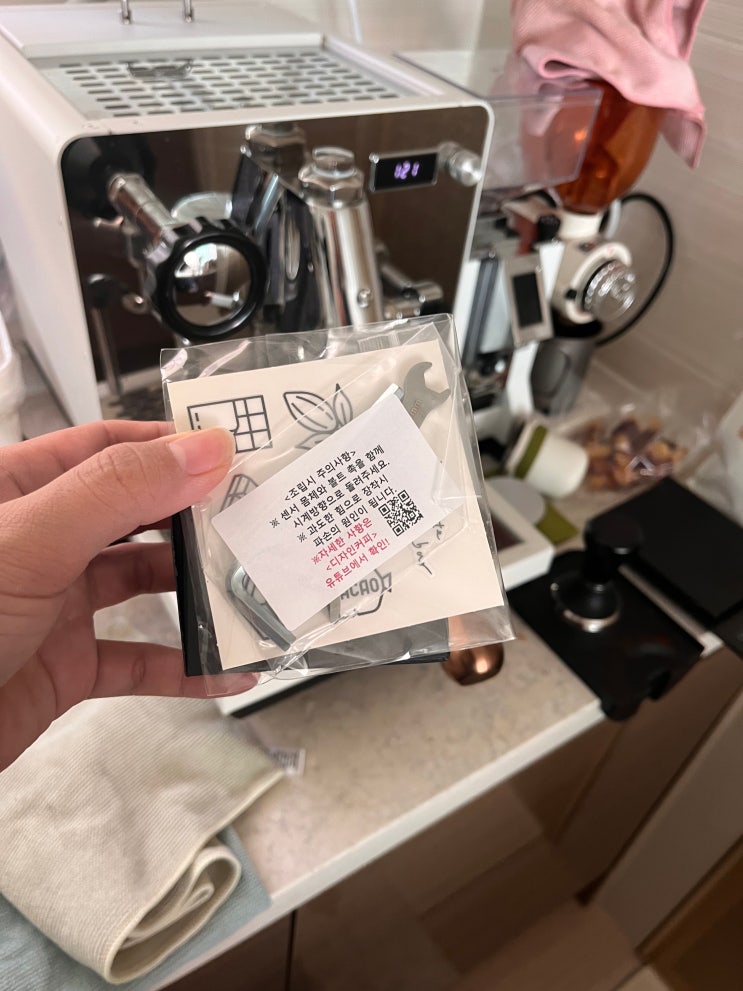 121
<조립시 주의사항>
※ 센서 몸체와 볼트 축을 함께
시계방향으로 돌려주세요.
※ 과도한 힘으로 장착시
파손의 원인이 됩니다.
※자세한 사항은
<디자인커피>
유튜브에서 확인!
CACAO